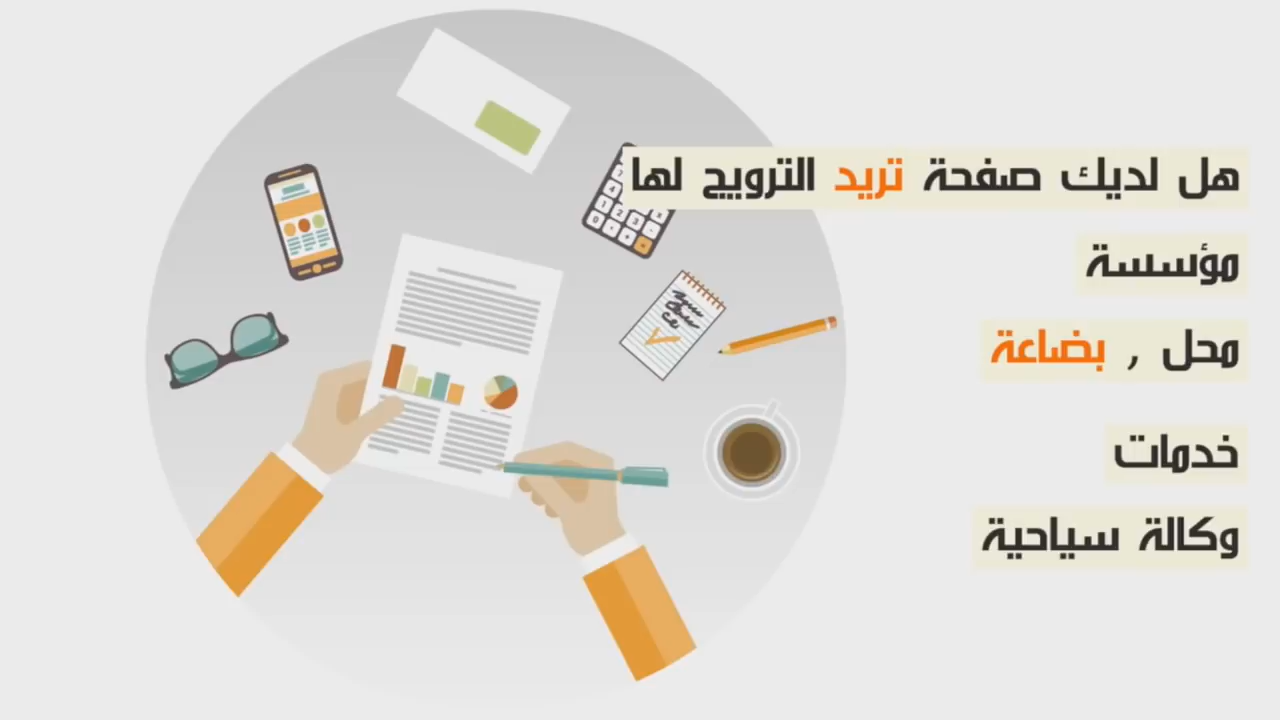 هل لديك صفحة تريد الترويج لها
مؤسسة
محل , بضاعة
خدمات
وكالة سياحية